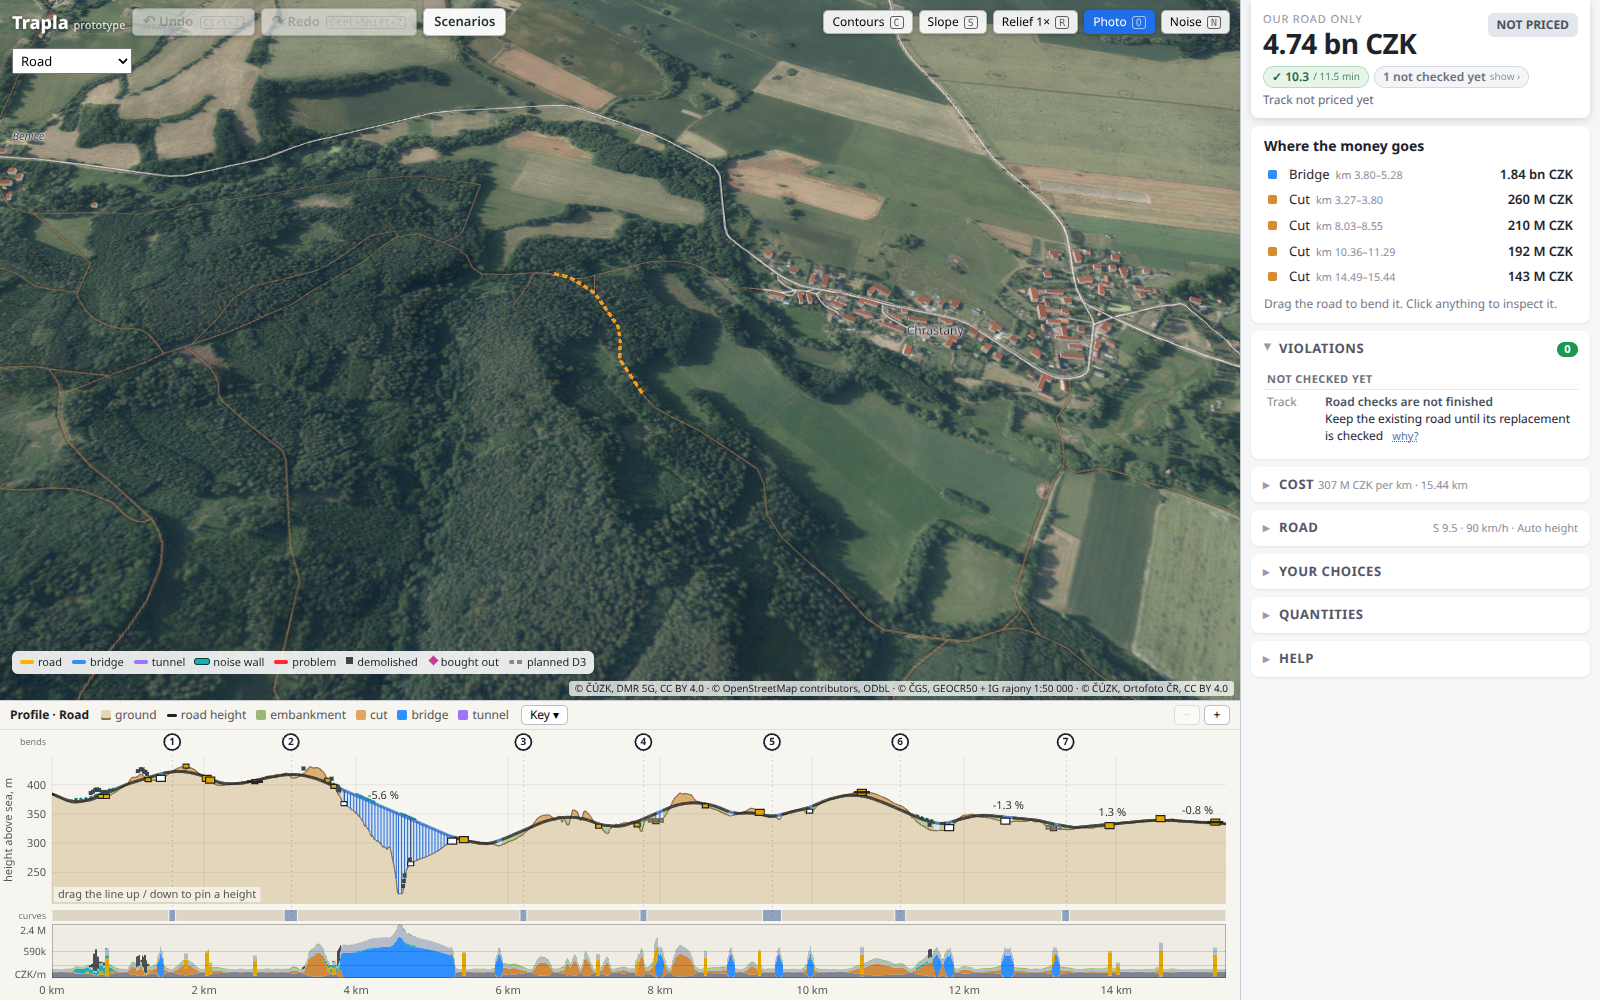 Trapla prototype
Undo Ctrl+Z
Redo Ctrl+Shift+Z
Scenarios
Contours C
Slope S
Relief 1× R
Photo O
Noise N
Road
Benice
Chrášťany
road bridge tunnel noise wall problem demolished bought out planned D3
© ČÚZK, DMR 5G, CC BY 4.0 · © OpenStreetMap contributors, ODbL · © ČGS, GEOCR50 + IG rajony 1:50 000 · © ČÚZK, Ortofoto ČR, CC BY 4.0
OUR ROAD ONLY
NOT PRICED
4.74 bn CZK
✓ 10.3 / 11.5 min
1 not checked yet show ›
Track not priced yet
Where the money goes
Bridge km 3.80–5.28 1.84 bn CZK
Cut km 3.27–3.80 260 M CZK
Cut km 8.03–8.55 210 M CZK
Cut km 10.36–11.29 192 M CZK
Cut km 14.49–15.44 143 M CZK
Drag the road to bend it. Click anything to inspect it.
▼ VIOLATIONS 0
NOT CHECKED YET
Track Road checks are not finished
Keep the existing road until its replacement
is checked why?
▶ COST 307 M CZK per km · 15.44 km
▶ ROAD S 9.5 · 90 km/h · Auto height
▶ YOUR CHOICES
▶ QUANTITIES
▶ HELP
Profile · Road ground road height embankment cut bridge tunnel Key ▾ − +
bends 1 2 3 4 5 6 7
height above sea, m
400
350
300
250
-5.6 %
-1.3 %
1.3 %
-0.8 %
drag the line up / down to pin a height
curves
2.4 M
590k
CZK/m
0 km 2 km 4 km 6 km 8 km 10 km 12 km 14 km